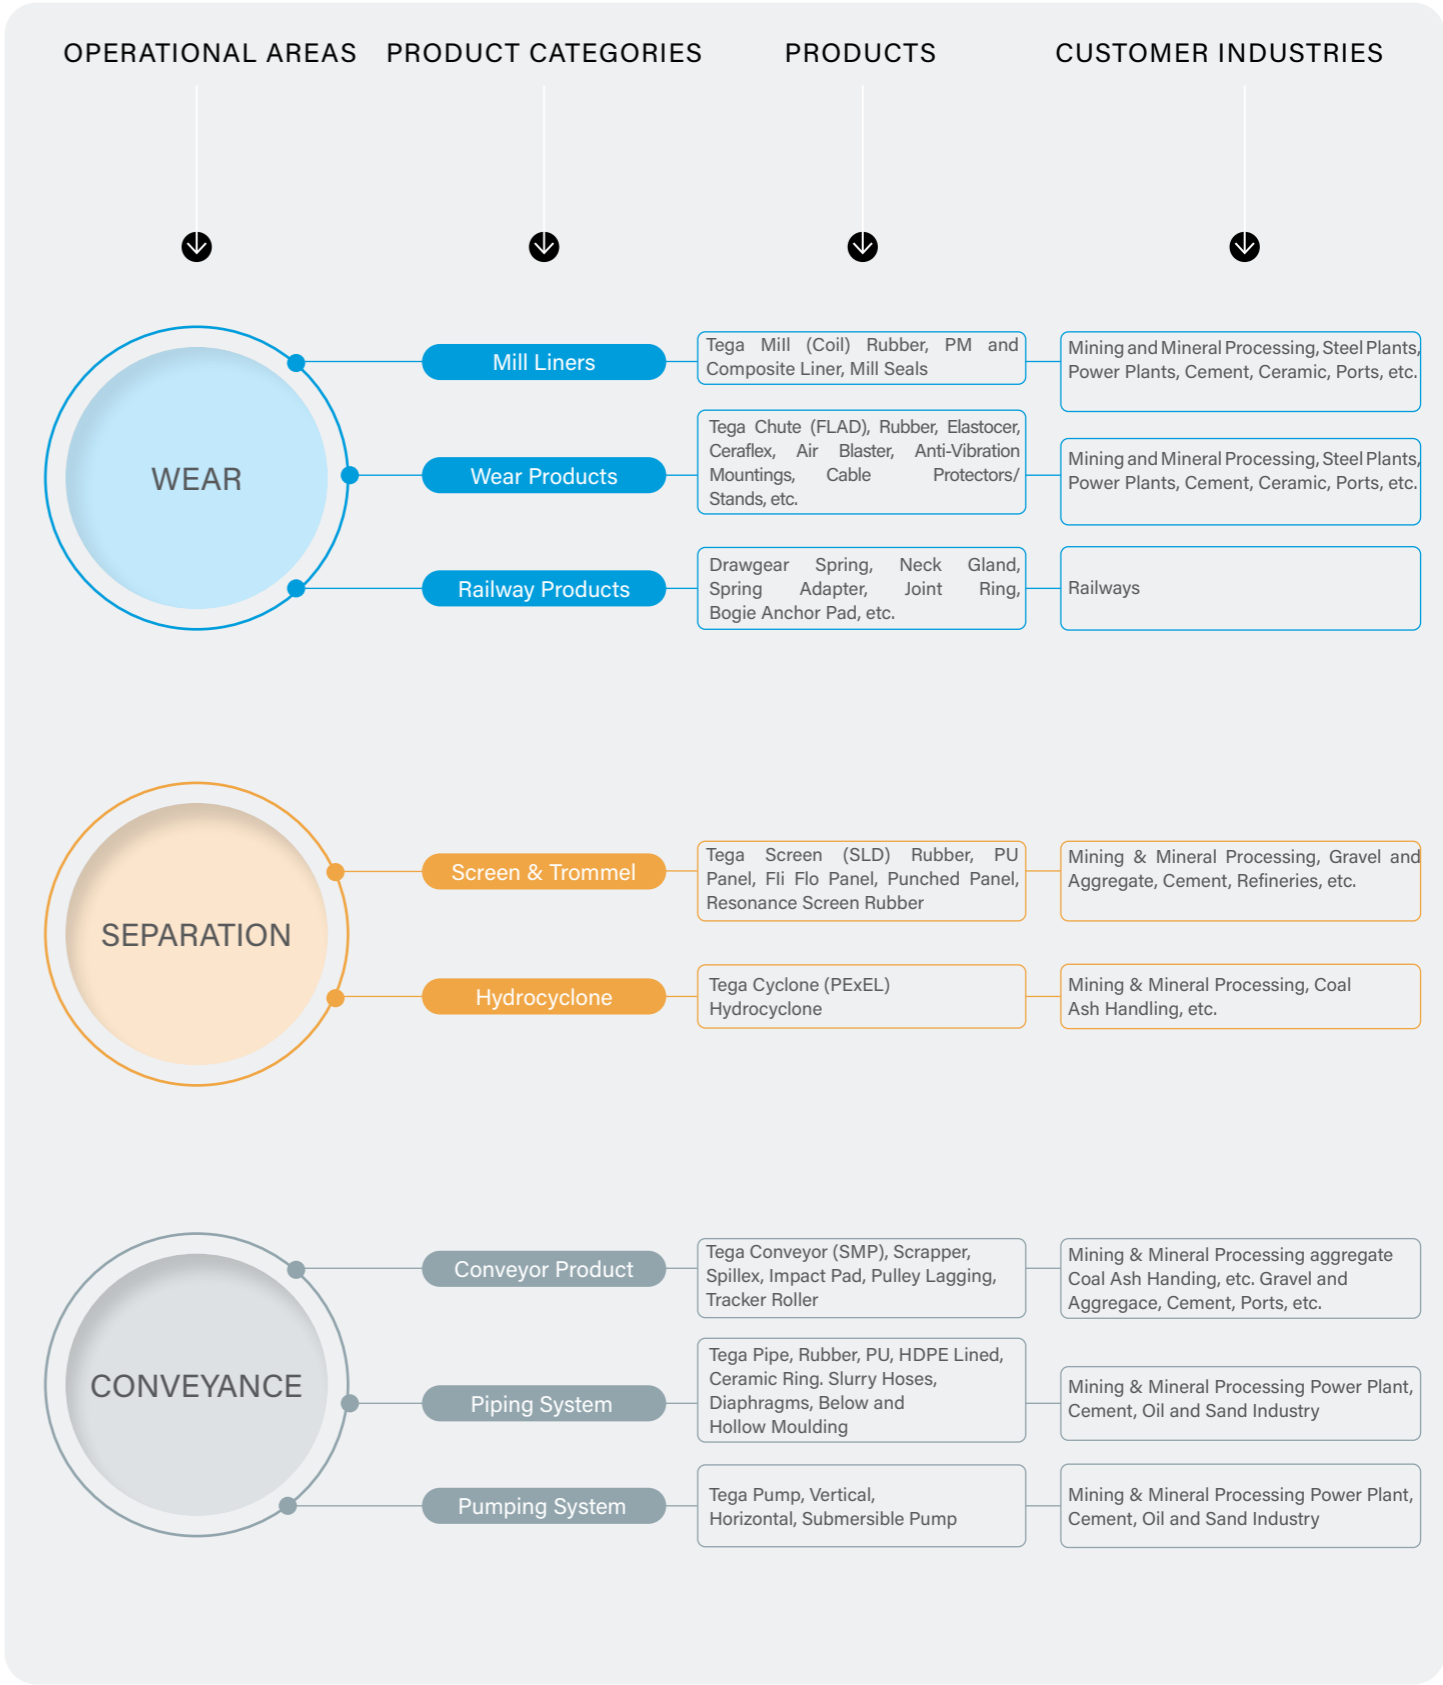 OPERATIONAL AREAS
PRODUCT CATEGORIES
PRODUCTS
CUSTOMER INDUSTRIES
WEAR
Mill Liners
Tega Mill (Coil) Rubber, PM and
Composite Liner, Mill Seals
Mining and Mineral Processing, Steel Plants,
Power Plants, Cement, Ceramic, Ports, etc.
Wear Products
Tega Chute (FLAD), Rubber, Elastocer,
Ceraflex, Air Blaster, Anti-Vibration
Mountings, Cable Protectors/
Stands, etc.
Mining and Mineral Processing, Steel Plants,
Power Plants, Cement, Ceramic, Ports, etc.
Railway Products
Drawgear Spring, Neck Gland,
Spring Adapter, Joint Ring,
Bogie Anchor Pad, etc.
Railways
SEPARATION
Screen & Trommel
Tega Screen (SLD) Rubber, PU
Panel, Fli Flo Panel, Punched Panel,
Resonance Screen Rubber
Mining & Mineral Processing, Gravel and
Aggregate, Cement, Refineries, etc.
Hydrocyclone
Tega Cyclone (PExEL)
Hydrocyclone
Mining & Mineral Processing, Coal
Ash Handling, etc.
CONVEYANCE
Conveyor Product
Tega Conveyor (SMP), Scrapper,
Spillex, Impact Pad, Pulley Lagging,
Tracker Roller
Mining & Mineral Processing aggregate
Coal Ash Handing, etc. Gravel and
Aggregace, Cement, Ports, etc.
Piping System
Tega Pipe, Rubber, PU, HDPE Lined,
Ceramic Ring. Slurry Hoses,
Diaphragms, Below and
Hollow Moulding
Mining & Mineral Processing Power Plant,
Cement, Oil and Sand Industry
Pumping System
Tega Pump, Vertical,
Horizontal, Submersible Pump
Mining & Mineral Processing Power Plant,
Cement, Oil and Sand Industry